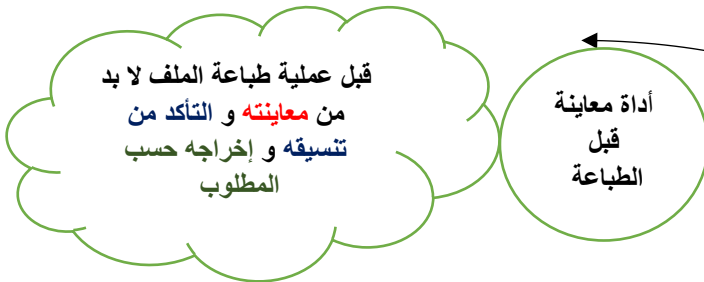 أداة معاينة
قبل
الطباعة
قبل عملية طباعة الملف لا بد
من معاينته و التأكد من
تنسيقه و إخراجه حسب
المطلوب